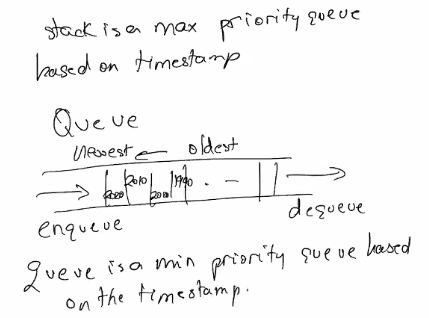 stack is a max priority queue
based on timestamp
Queue
newest ← oldest
2020 2010 2000 1990 . -
enqueue
dequeue
Queue is a min priority queue based
on the timestamp.